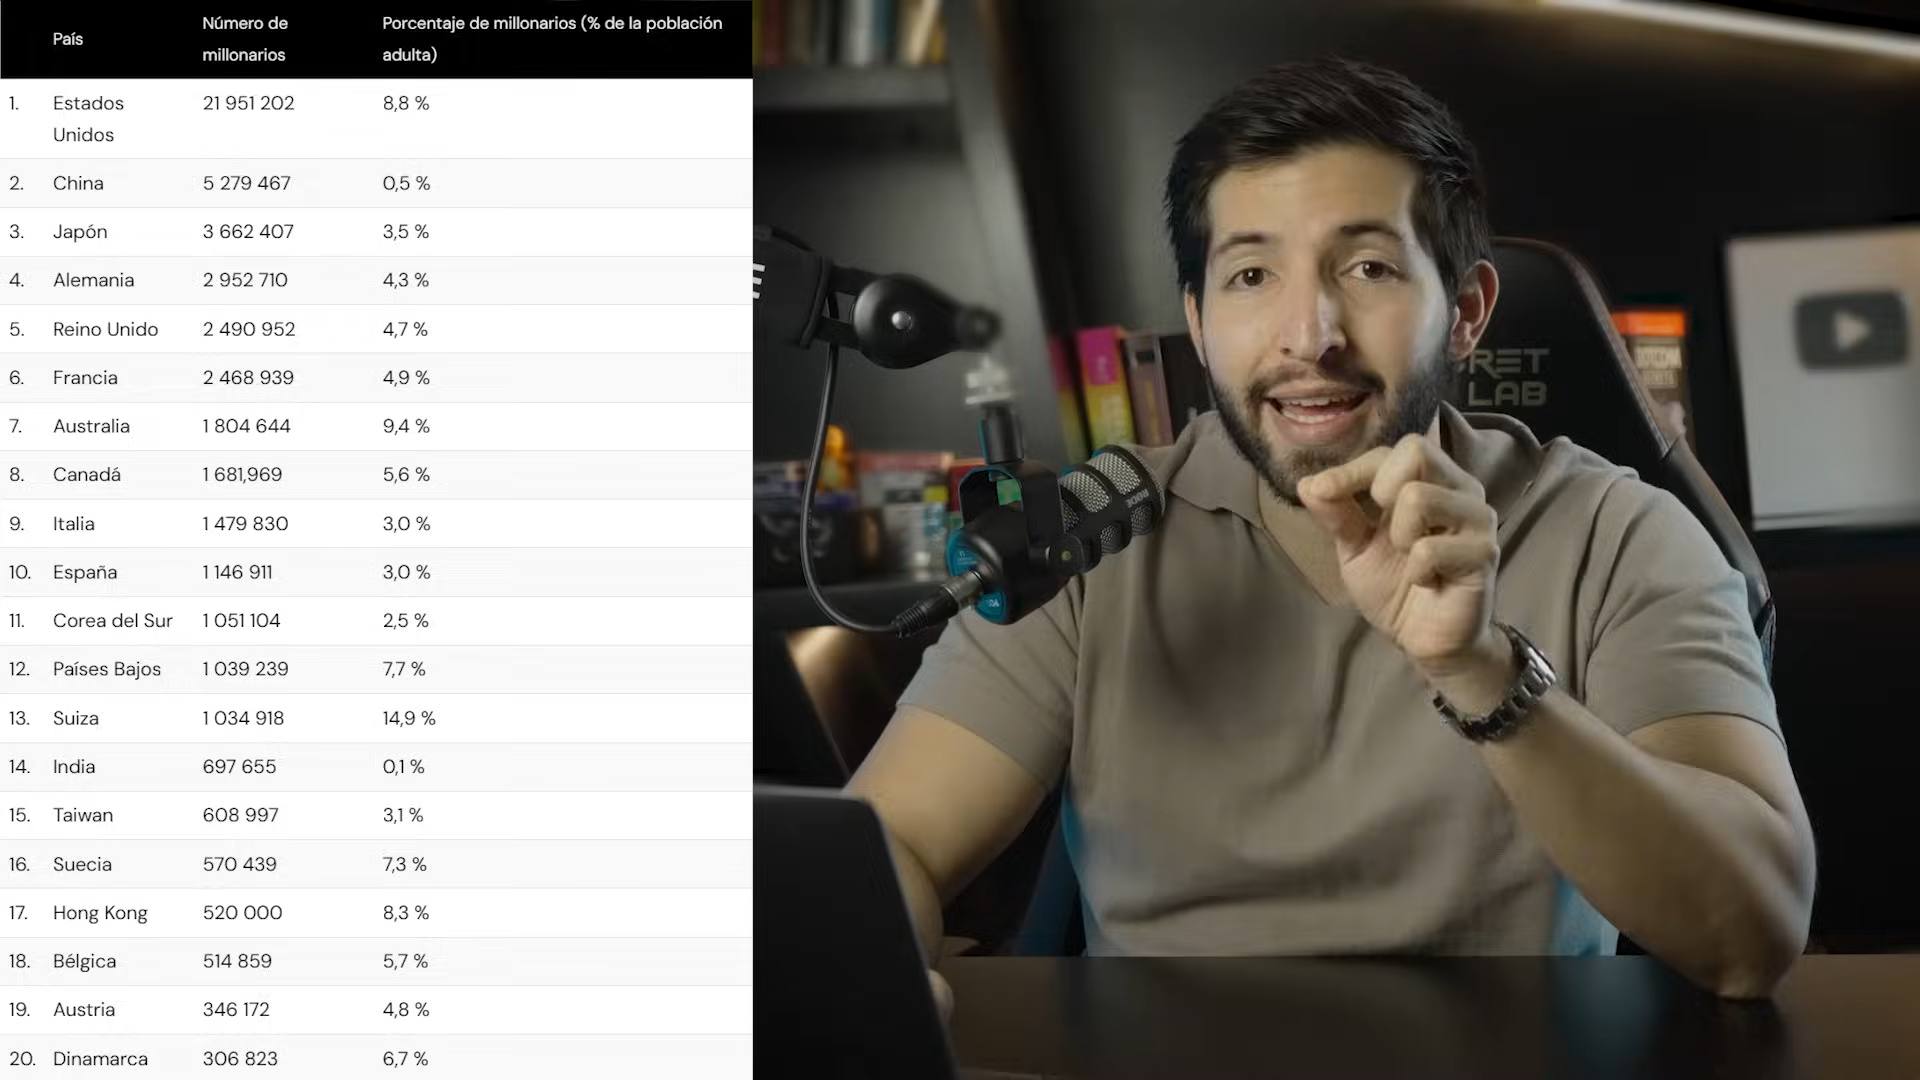 País
Número de
millonarios
Porcentaje de millonarios (% de la población
adulta)
1. Estados
Unidos
21 951 202 8,8 %
2. China 5 279 467 0,5 %
3. Japón 3 662 407 3,5 %
4. Alemania 2 952 710 4,3 %
5. Reino Unido 2 490 952 4,7 %
6. Francia 2 468 939 4,9 %
7. Australia 1 804 644 9,4 %
8. Canadá 1 681,969 5,6 %
9. Italia 1 479 830 3,0 %
10. España 1 146 911 3,0 %
11. Corea del Sur 1 051 104 2,5 %
12. Países Bajos 1 039 239 7,7 %
13. Suiza 1 034 918 14,9 %
14. India 697 655 0,1 %
15. Taiwan 608 997 3,1 %
16. Suecia 570 439 7,3 %
17. Hong Kong 520 000 8,3 %
18. Bélgica 514 859 5,7 %
19. Austria 346 172 4,8 %
20. Dinamarca 306 823 6,7 %
RODE
CRET
LAB